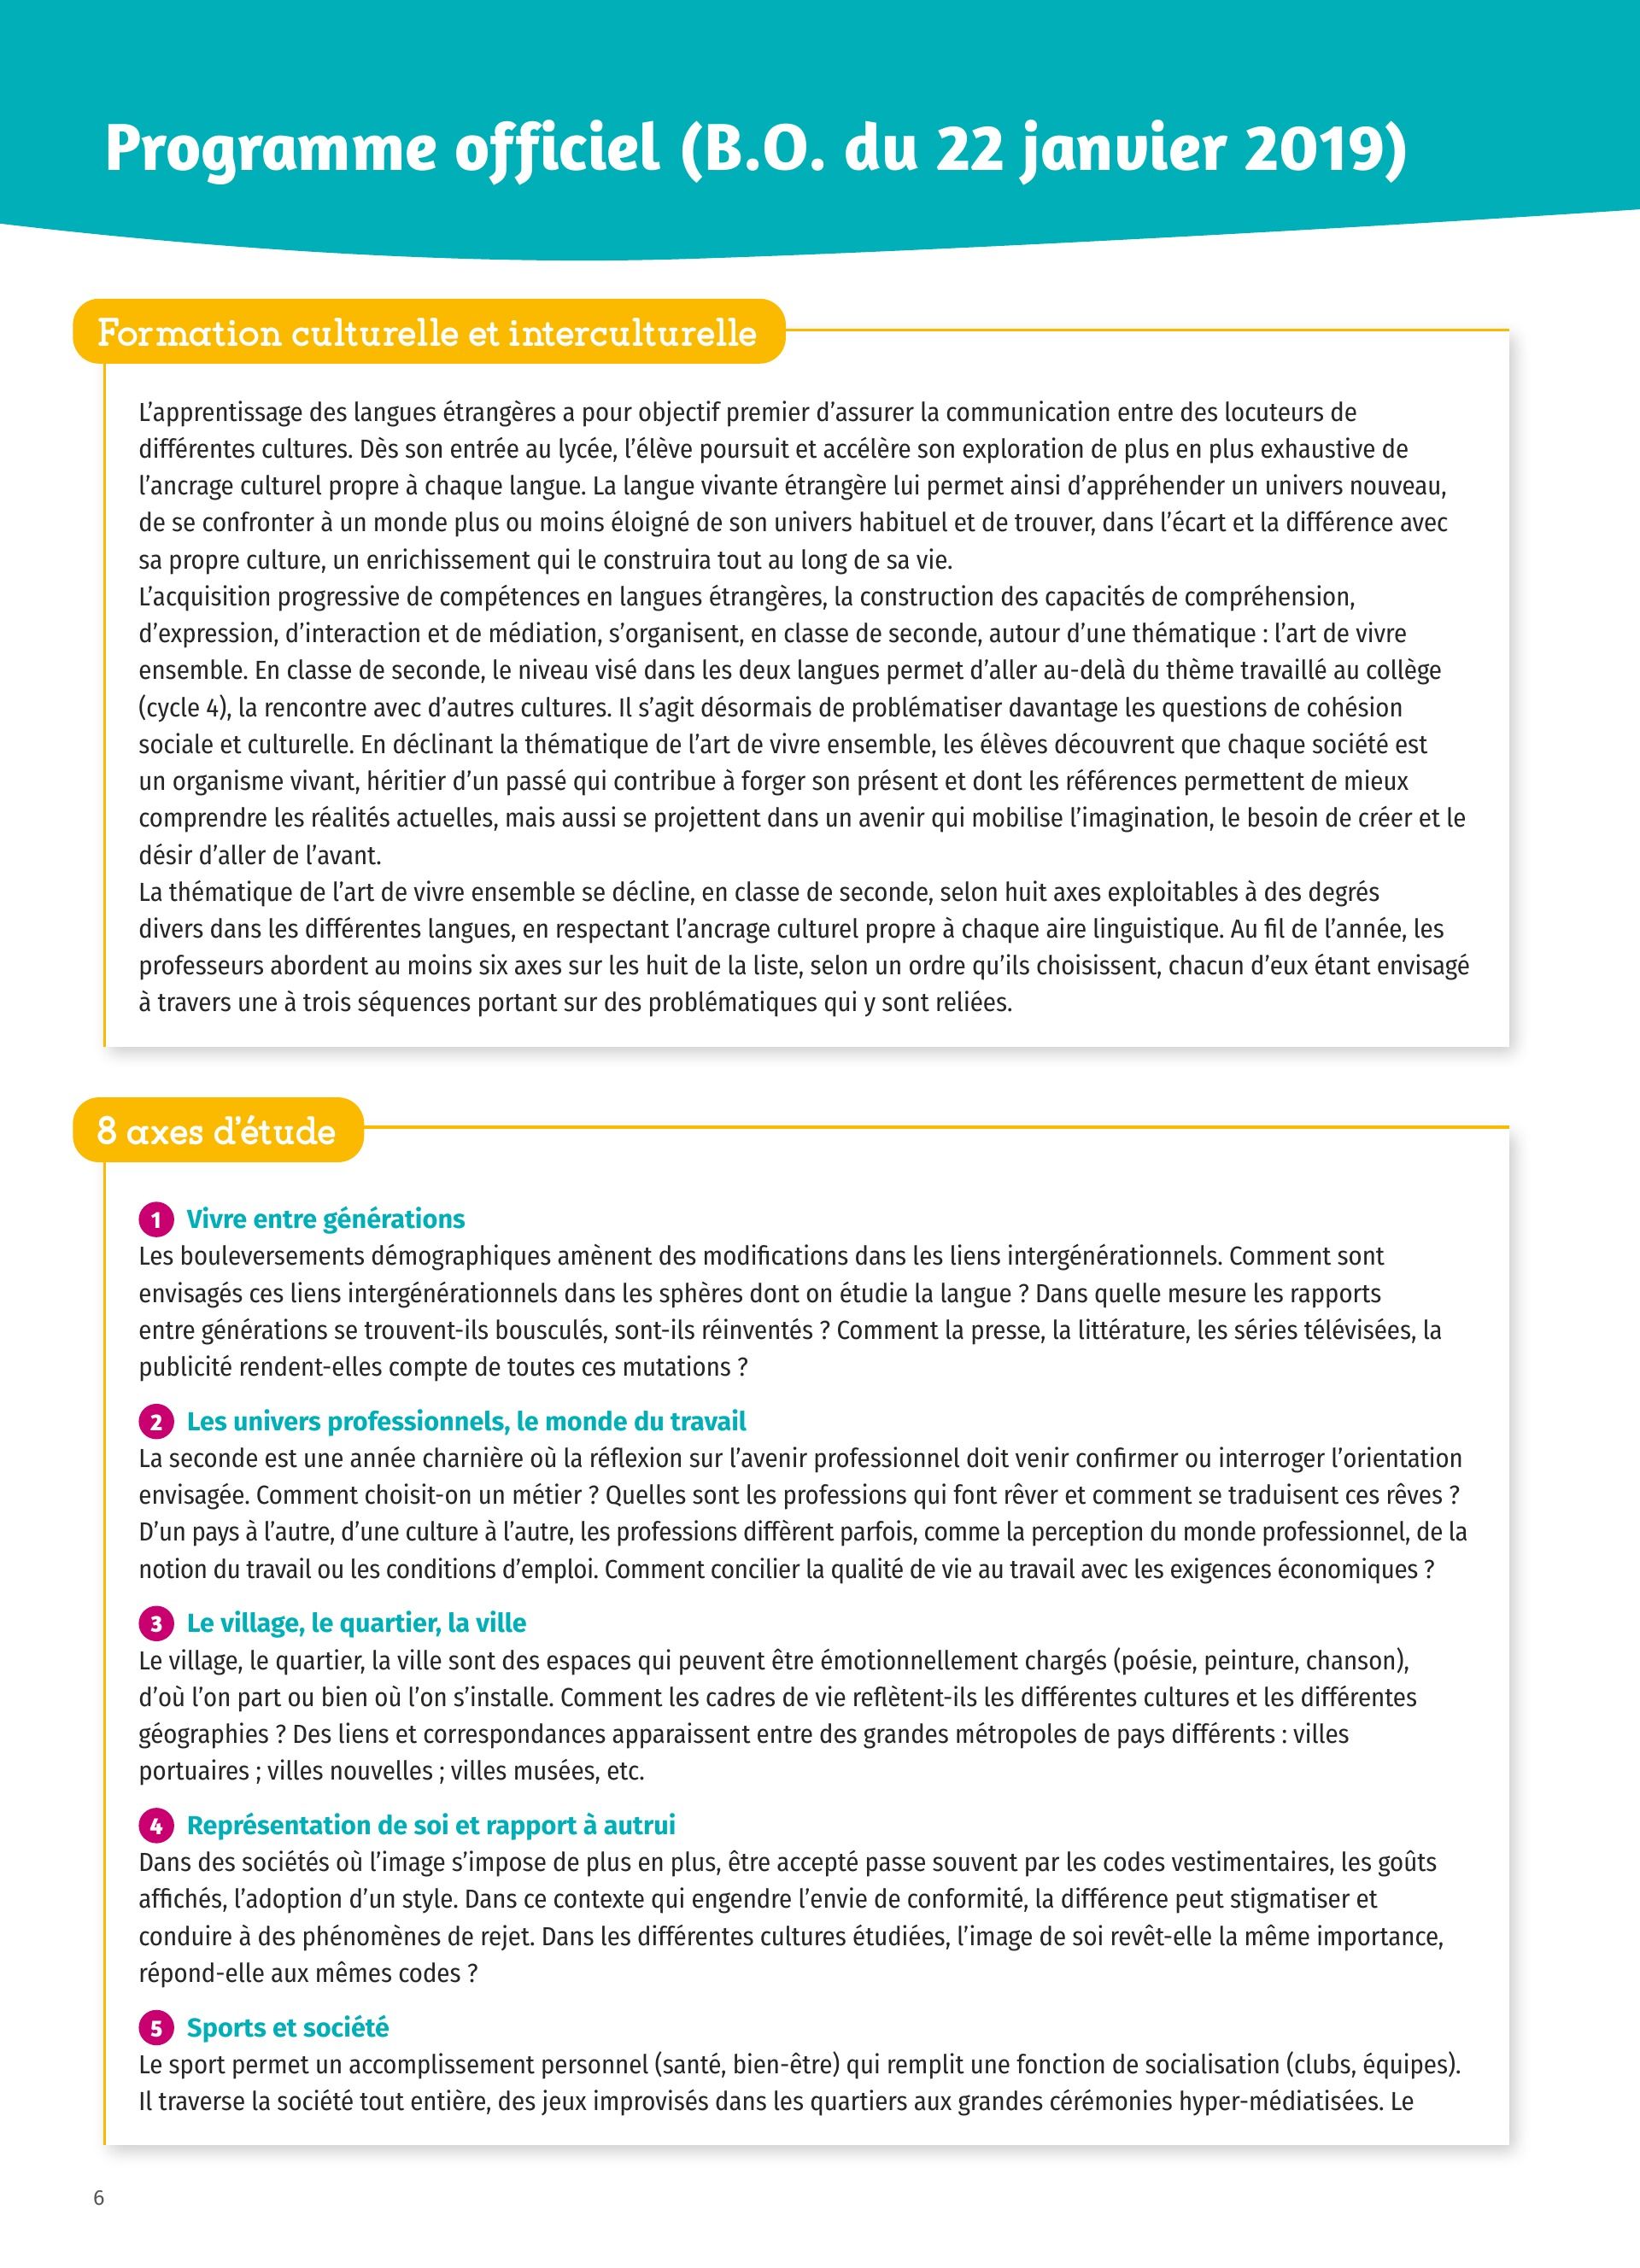 Programme officiel (B.O. du 22 janvier 2019)
Formation culturelle et interculturelle
L’apprentissage des langues étrangères a pour objectif premier d’assurer la communication entre des locuteurs de
différentes cultures. Dès son entrée au lycée, l’élève poursuit et accélère son exploration de plus en plus exhaustive de
l’ancrage culturel propre à chaque langue. La langue vivante étrangère lui permet ainsi d’appréhender un univers nouveau,
de se confronter à un monde plus ou moins éloigné de son univers habituel et de trouver, dans l’écart et la différence avec
sa propre culture, un enrichissement qui le construira tout au long de sa vie.
L’acquisition progressive de compétences en langues étrangères, la construction des capacités de compréhension,
d’expression, d’interaction et de médiation, s’organisent, en classe de seconde, autour d’une thématique : l’art de vivre
ensemble. En classe de seconde, le niveau visé dans les deux langues permet d’aller au-delà du thème travaillé au collège
(cycle 4), la rencontre avec d’autres cultures. Il s’agit désormais de problématiser davantage les questions de cohésion
sociale et culturelle. En déclinant la thématique de l’art de vivre ensemble, les élèves découvrent que chaque société est
un organisme vivant, héritier d’un passé qui contribue à forger son présent et dont les références permettent de mieux
comprendre les réalités actuelles, mais aussi se projettent dans un avenir qui mobilise l’imagination, le besoin de créer et le
désir d’aller de l’avant.
La thématique de l’art de vivre ensemble se décline, en classe de seconde, selon huit axes exploitables à des degrés
divers dans les différentes langues, en respectant l’ancrage culturel propre à chaque aire linguistique. Au fil de l’année, les
professeurs abordent au moins six axes sur les huit de la liste, selon un ordre qu’ils choisissent, chacun d’eux étant envisagé
à travers une à trois séquences portant sur des problématiques qui y sont reliées.
8 axes d’étude
1 Vivre entre générations
Les bouleversements démographiques amènent des modifications dans les liens intergénérationnels. Comment sont
envisagés ces liens intergénérationnels dans les sphères dont on étudie la langue ? Dans quelle mesure les rapports
entre générations se trouvent-ils bousculés, sont-ils réinventés ? Comment la presse, la littérature, les séries télévisées, la
publicité rendent-elles compte de toutes ces mutations ?
2 Les univers professionnels, le monde du travail
La seconde est une année charnière où la réflexion sur l’avenir professionnel doit venir confirmer ou interroger l’orientation
envisagée. Comment choisit-on un métier ? Quelles sont les professions qui font rêver et comment se traduisent ces rêves ?
D’un pays à l’autre, d’une culture à l’autre, les professions diffèrent parfois, comme la perception du monde professionnel, de la
notion du travail ou les conditions d’emploi. Comment concilier la qualité de vie au travail avec les exigences économiques ?
3 Le village, le quartier, la ville
Le village, le quartier, la ville sont des espaces qui peuvent être émotionnellement chargés (poésie, peinture, chanson),
d’où l’on part ou bien où l’on s’installe. Comment les cadres de vie reflètent-ils les différentes cultures et les différentes
géographies ? Des liens et correspondances apparaissent entre des grandes métropoles de pays différents : villes
portuaires ; villes nouvelles ; villes musées, etc.
4 Représentation de soi et rapport à autrui
Dans des sociétés où l’image s’impose de plus en plus, être accepté passe souvent par les codes vestimentaires, les goûts
affichés, l’adoption d’un style. Dans ce contexte qui engendre l’envie de conformité, la différence peut stigmatiser et
conduire à des phénomènes de rejet. Dans les différentes cultures étudiées, l’image de soi revêt-elle la même importance,
répond-elle aux mêmes codes ?
5 Sports et société
Le sport permet un accomplissement personnel (santé, bien-être) qui remplit une fonction de socialisation (clubs, équipes).
Il traverse la société tout entière, des jeux improvisés dans les quartiers aux grandes cérémonies hyper-médiatisées. Le
6